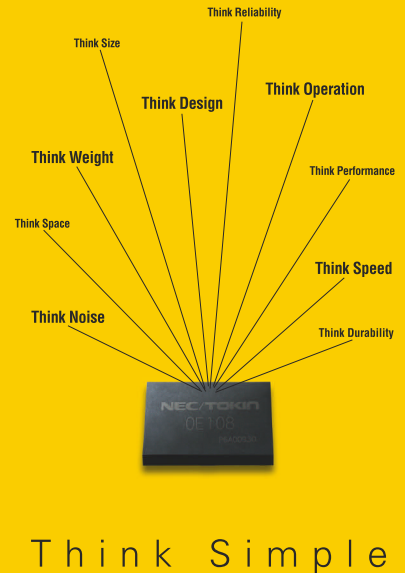 Think Reliability
Think Size
Think Operation
Think Design
Think Weight
Think Performance
Think Space
Think Speed
Think Noise
Think Durability
NEC/TOKIN
OE108
Think Simple